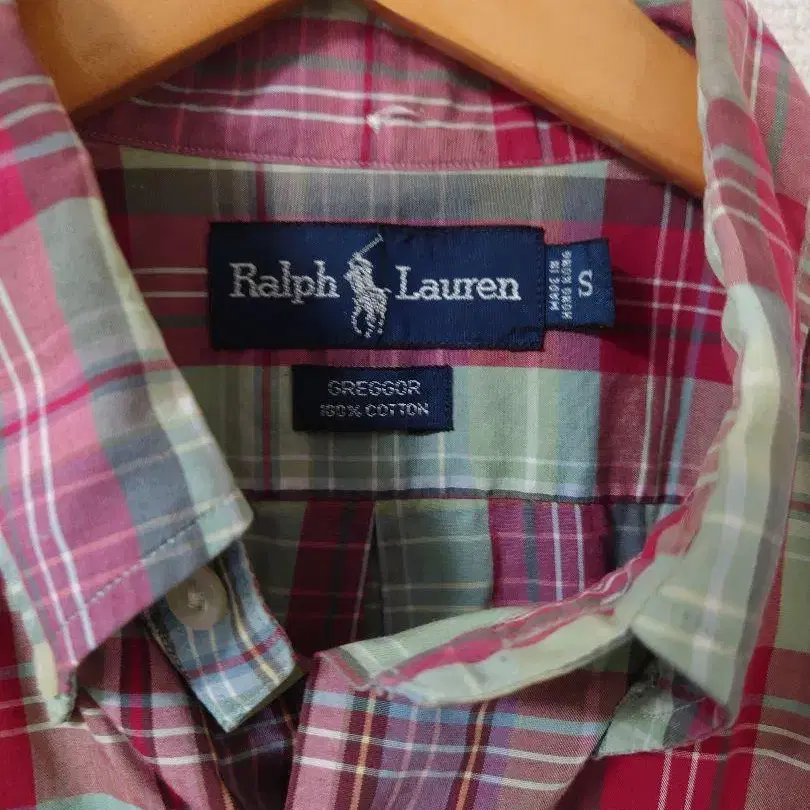 Ralph Lauren
MADE IN
HONG KONG
S
GREGGOR
100% COTTON